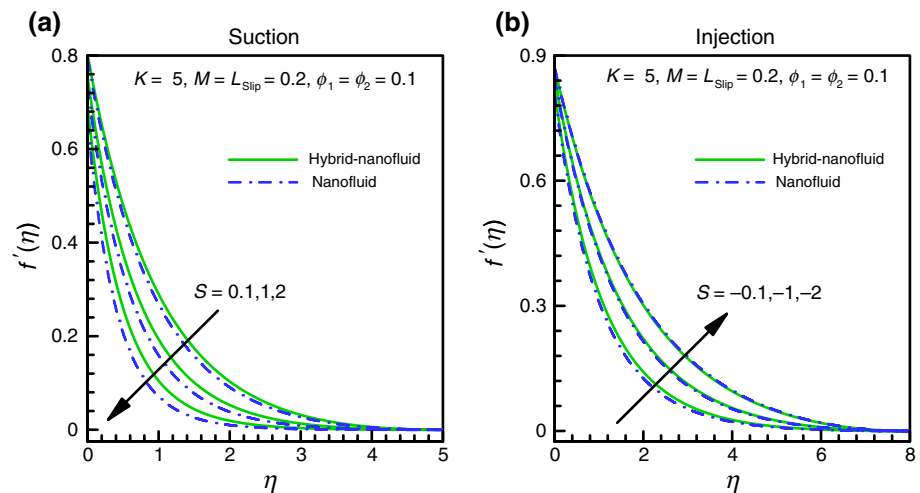 (a)
Suction
K = 5, M = L_Slip = 0.2, ϕ₁ = ϕ₂ = 0.1
Hybrid-nanofluid
Nanofluid
S = 0.1,1,2
f′(η)
0.8
0.6
0.4
0.2
0
0 1 2 3 4 5
η
(b)
Injection
K = 5, M = L_Slip = 0.2, ϕ₁ = ϕ₂ = 0.1
Hybrid-nanofluid
Nanofluid
S = –0.1,–1,–2
f′(η)
0.9
0.6
0.3
0
0 2 4 6 8
η